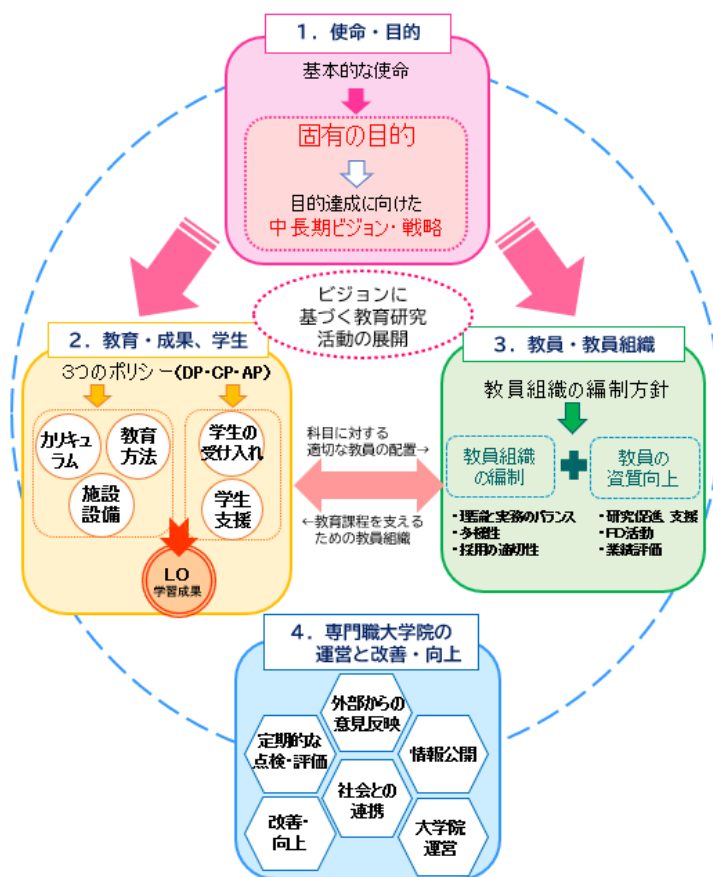 1．使命・目的
基本的な使命
固有の目的
目的達成に向けた
中長期ビジョン・戦略
ビジョンに
基づく教育研究
活動の展開
2．教育・成果、学生
3つのポリシー(DP・CP・AP)
カリキュ
ラム
教育
方法
施設
設備
学生の
受け入れ
学生
支援
LO
学習成果
科目に対する
適切な教員の配置→
←教育課程を支える
ための教員組織
3．教員・教員組織
教員組織の編制方針
教員組織
の編制
教員の
資質向上
・理論と実務のバランス
・多様性
・採用の適切性
・研究促進 支援
・FD活動
・業績評価
4．専門職大学院の
運営と改善・向上
外部からの
意見反映
定期的な
点検・評価
情報公開
社会との
連携
改善・
向上
大学院
運営